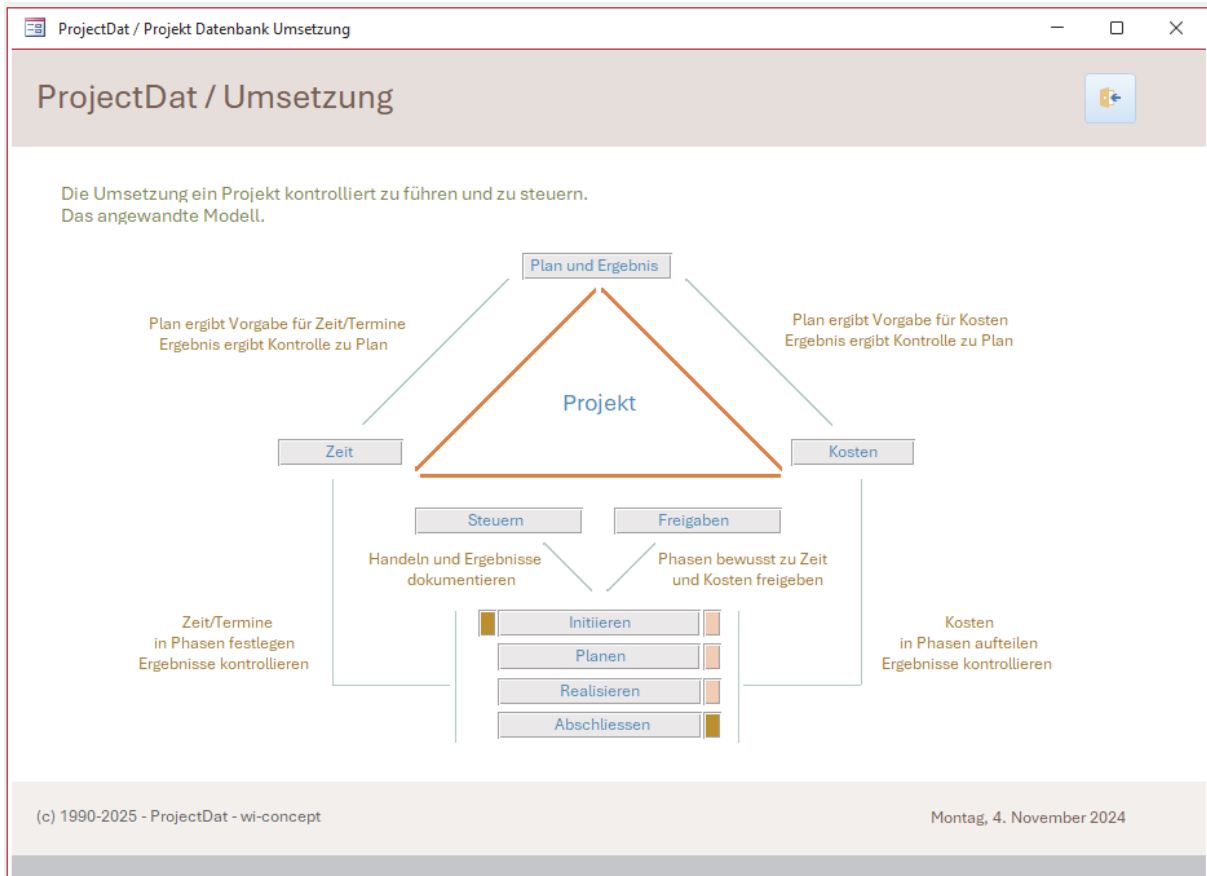 ProjectDat / Projekt Datenbank Umsetzung
ProjectDat / Umsetzung
Die Umsetzung ein Projekt kontrolliert zu führen und zu steuern.
Das angewandte Modell.
Plan und Ergebnis
Plan ergibt Vorgabe für Zeit/Termine
Ergebnis ergibt Kontrolle zu Plan
Plan ergibt Vorgabe für Kosten
Ergebnis ergibt Kontrolle zu Plan
Projekt
Zeit
Kosten
Steuern
Freigaben
Handeln und Ergebnisse
dokumentieren
Phasen bewusst zu Zeit
und Kosten freigeben
Zeit/Termine
in Phasen festlegen
Ergebnisse kontrollieren
Initiieren
Planen
Realisieren
Abschliessen
Kosten
in Phasen aufteilen
Ergebnisse kontrollieren
(c) 1990-2025 - ProjectDat - wi-concept
Montag, 4. November 2024